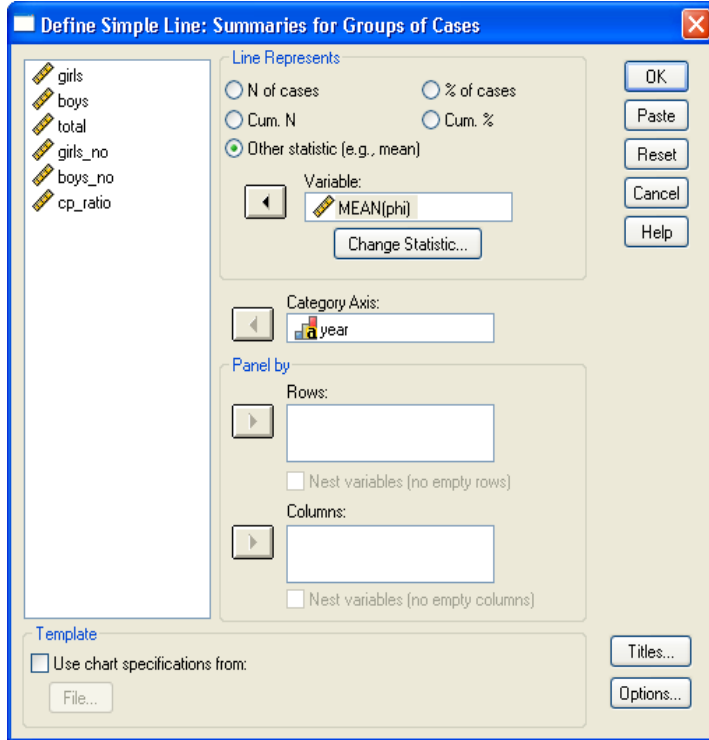 Define Simple Line: Summaries for Groups of Cases
girls
boys
total
girls_no
boys_no
cp_ratio
Line Represents
N of cases
% of cases
Cum. N
Cum. %
Other statistic (e.g., mean)
Variable:
MEAN(phi)
Change Statistic...
Category Axis:
a year
Panel by
Rows:
Nest variables (no empty rows)
Columns:
Nest variables (no empty columns)
Template
Use chart specifications from:
File...
OK
Paste
Reset
Cancel
Help
Titles...
Options...